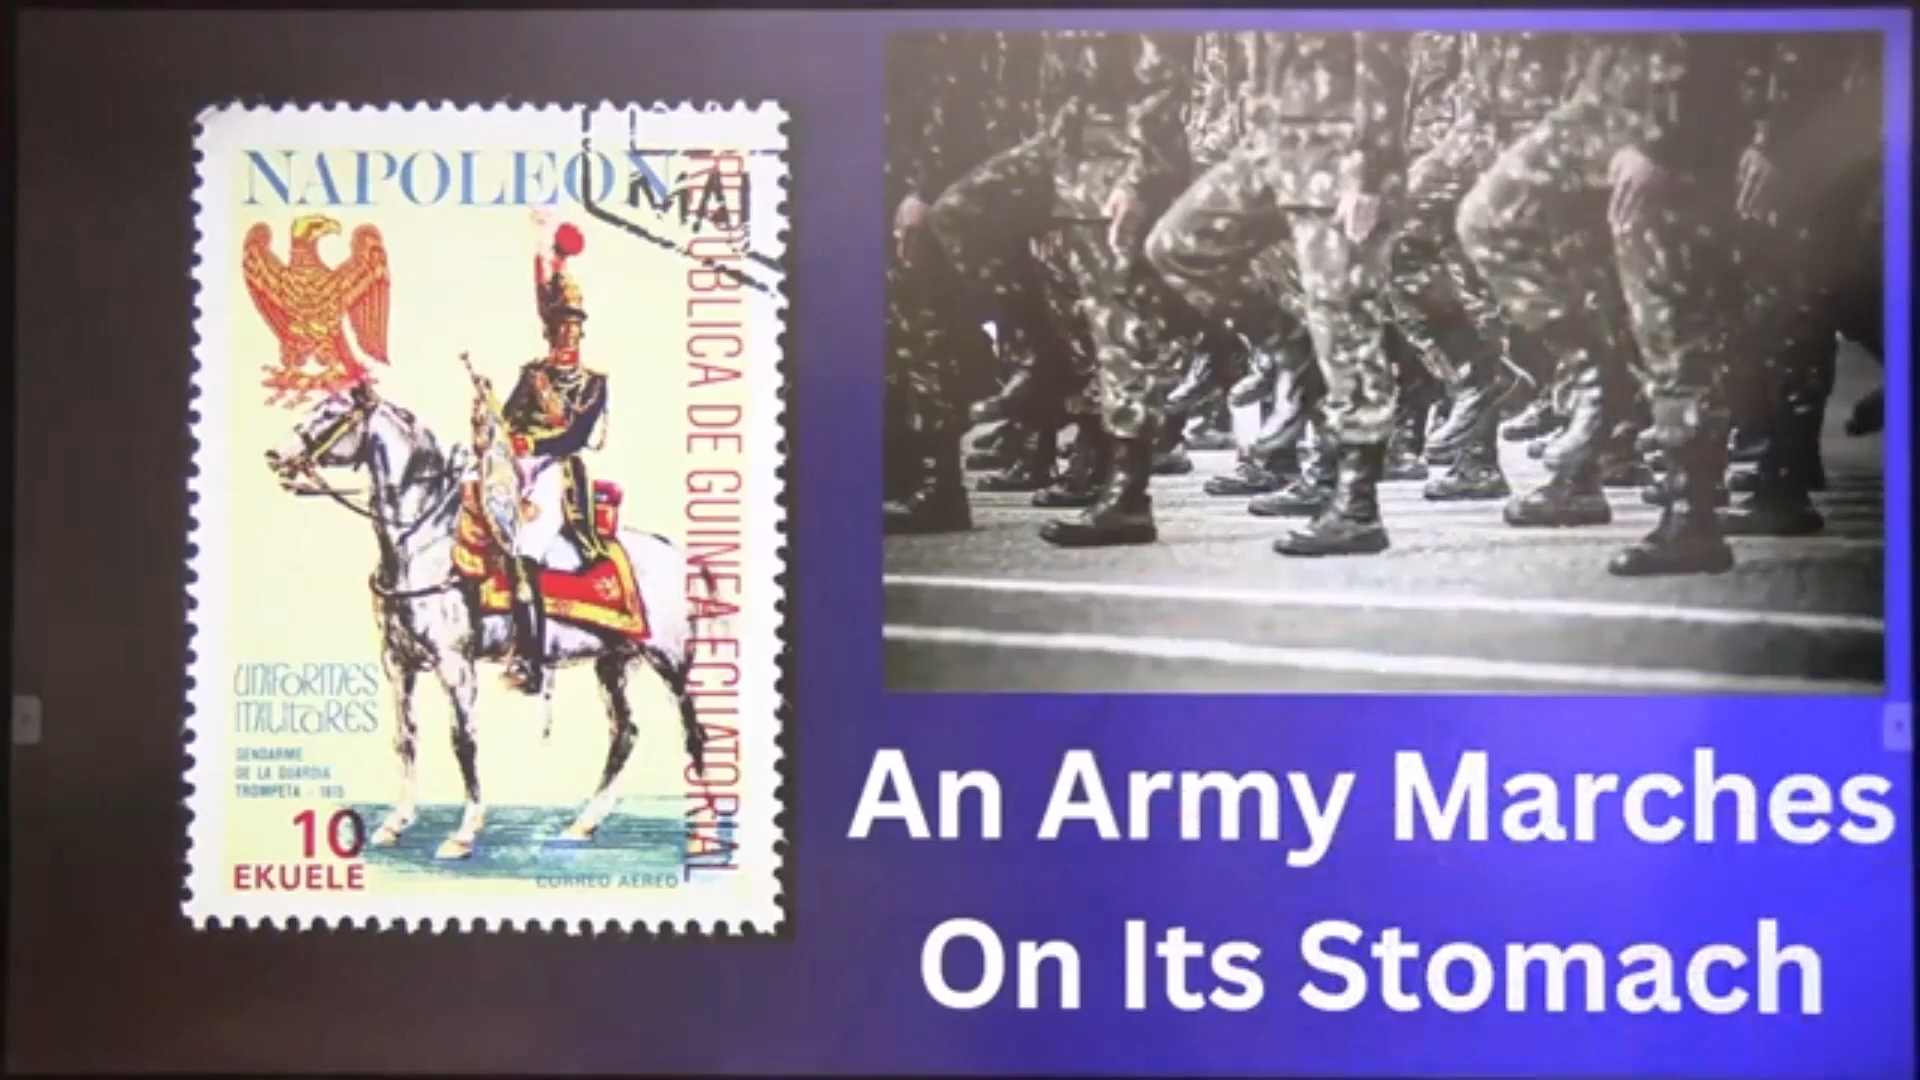 NAPOLEON
MAI
REPUBLICA DE GUINEA ECUATORIAL
UNIFORMES
MILITARES
GENDARME
DE LA GUARDIA
TROMPETA - 1815
10
EKUELE
CORREO AEREO
An Army Marches
On Its Stomach